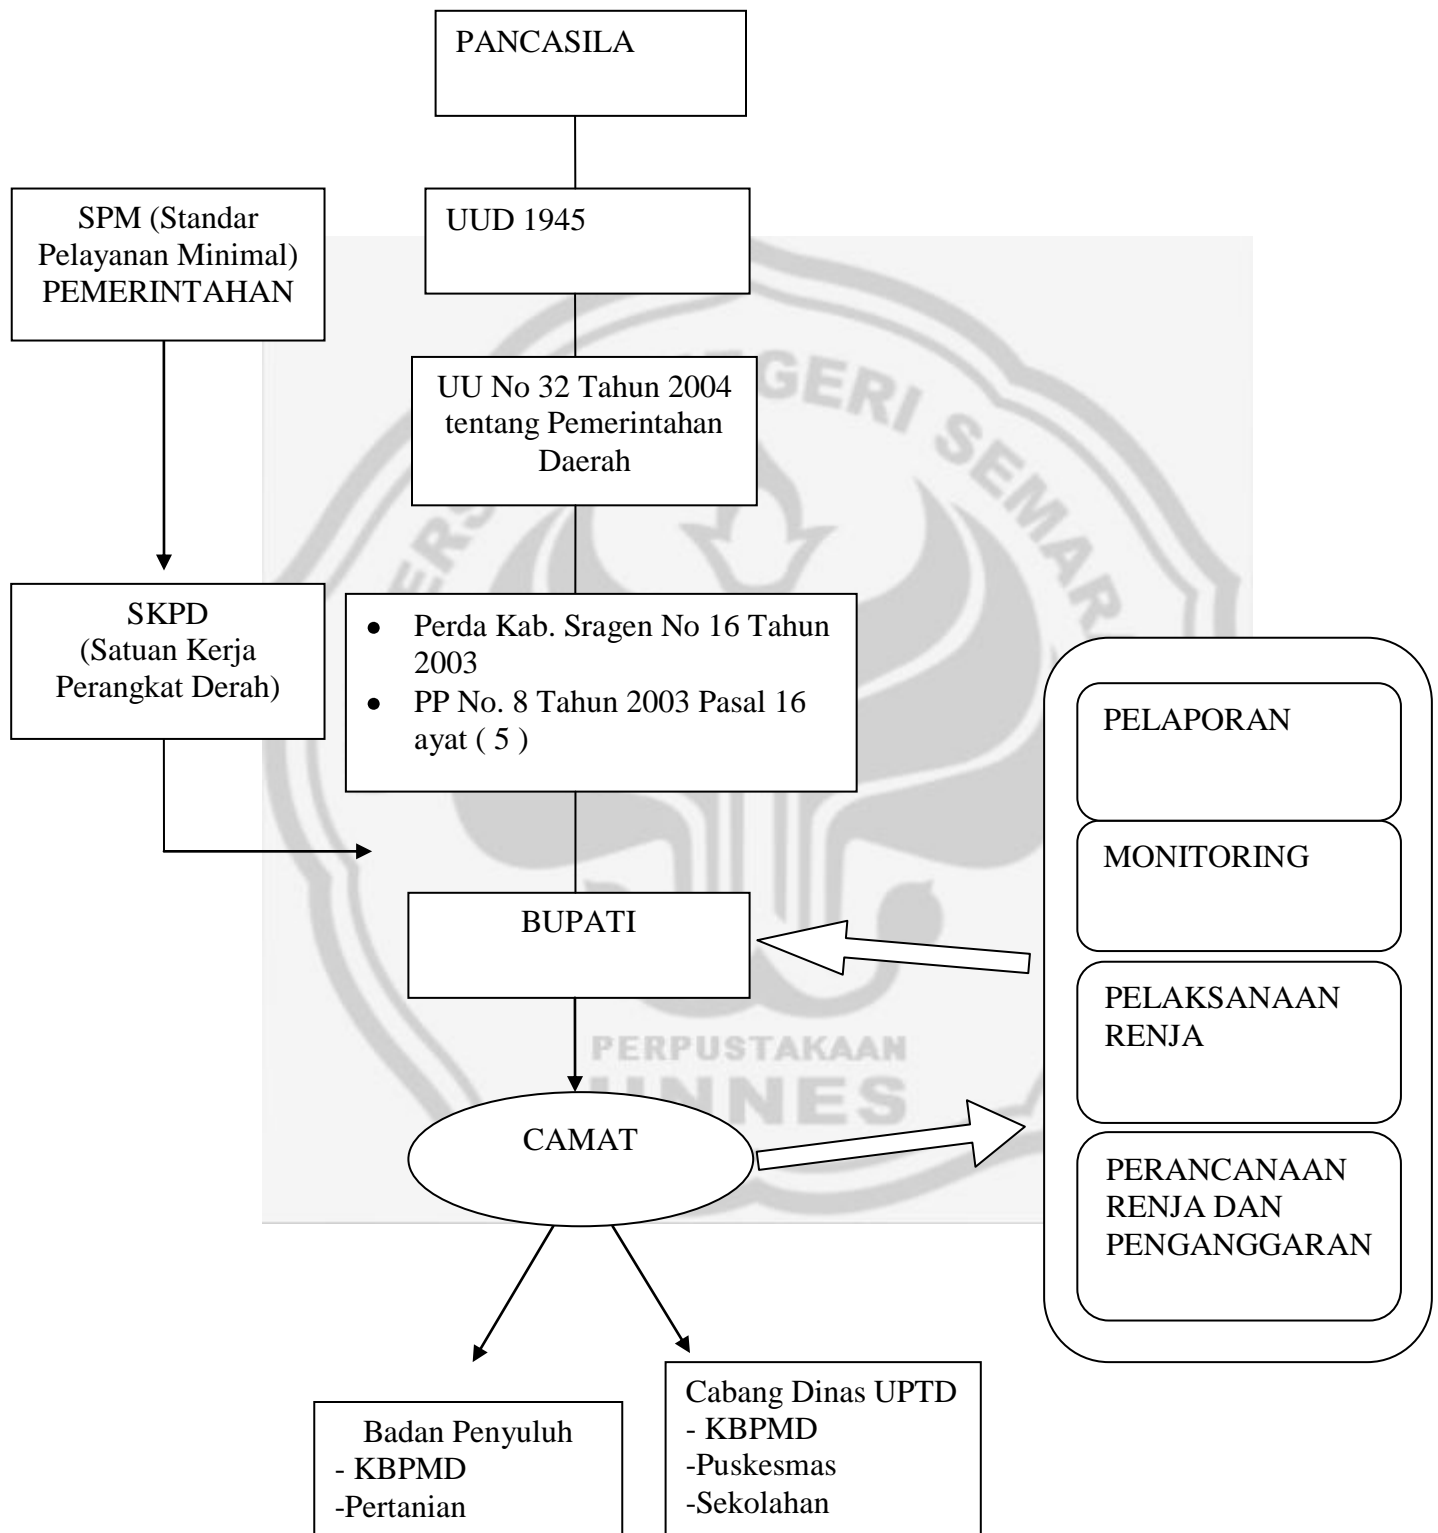 PANCASILA
SPM (Standar
Pelayanan Minimal)
PEMERINTAHAN
UUD 1945
UU No 32 Tahun 2004
tentang Pemerintahan
Daerah
SKPD
(Satuan Kerja
Perangkat Derah)
● Perda Kab. Sragen No 16 Tahun
2003
● PP No. 8 Tahun 2003 Pasal 16
ayat ( 5 )
BUPATI
CAMAT
PELAPORAN
MONITORING
PELAKSANAAN
RENJA
PERANCANAAN
RENJA DAN
PENGANGGARAN
Badan Penyuluh
- KBPMD
-Pertanian
Cabang Dinas UPTD
- KBPMD
-Puskesmas
-Sekolahan
PERPUSTAKAAN
UNNES